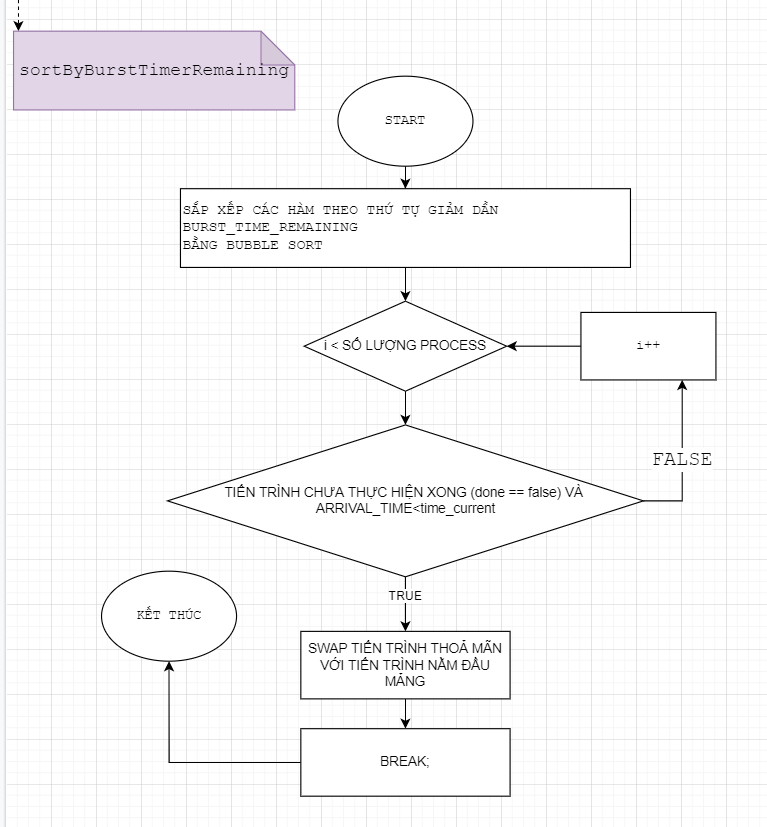 sortByBurstTimerRemaining
START
SẮP XẾP CÁC HÀM THEO THỨ TỰ GIẢM DẦN
BURST_TIME_REMAINING
BẰNG BUBBLE SORT
i < SỐ LƯỢNG PROCESS
i++
FALSE
TIẾN TRÌNH CHƯA THỰC HIỆN XONG (done == false) VÀ
ARRIVAL_TIME<time_current
TRUE
KẾT THÚC
SWAP TIẾN TRÌNH THOẢ MÃN
VỚI TIẾN TRÌNH NẰM ĐẦU
MẢNG
BREAK;